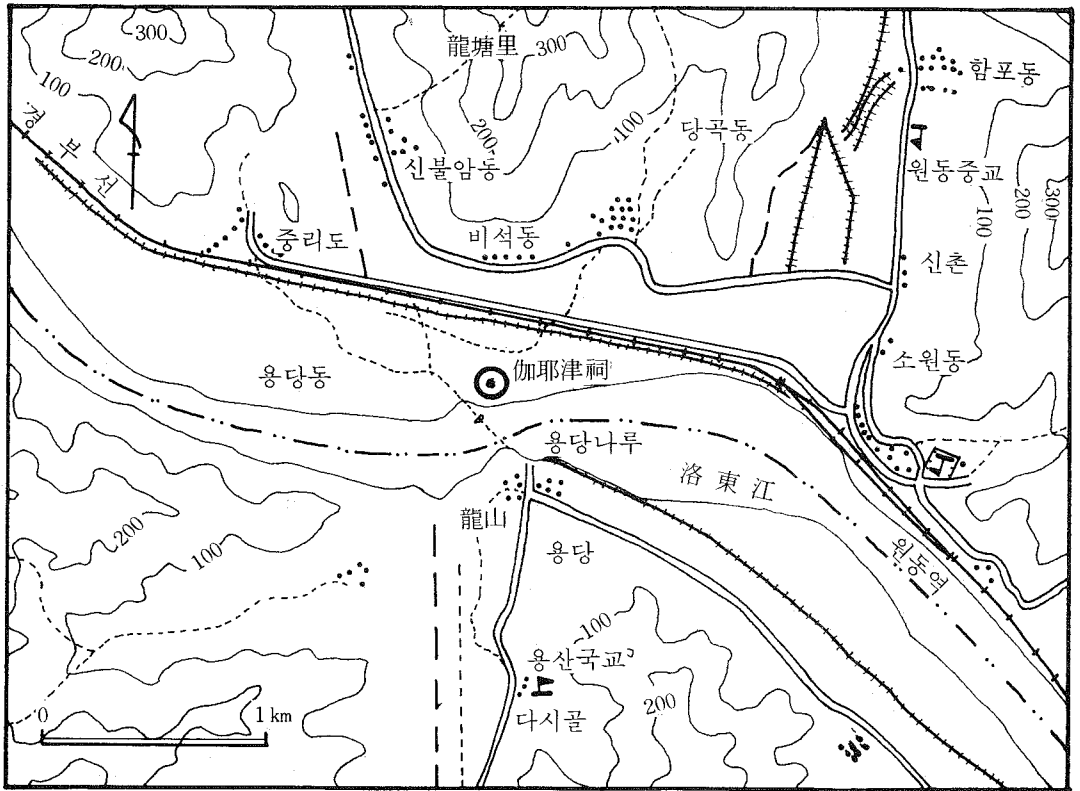 300
200
100
경부선
龍塘里
300
200
100
신불암동
당곡동
함포동
원동중교
200
300
100
중리도
비석동
신촌
소원동
용당동
伽耶津祠
용당나루
洛東江
龍山
용당
원동역
200
100
100
용산국교
200
다시골
0
1 km